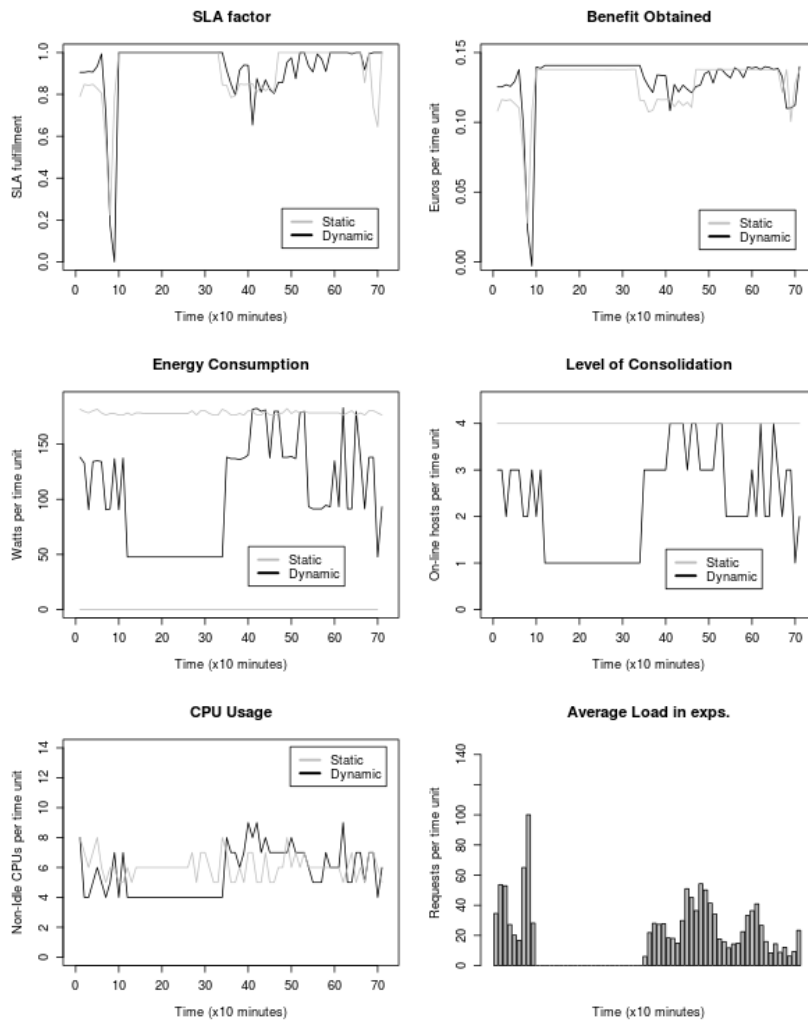 SLA factor
SLA fulfillment
0.0 0.2 0.4 0.6 0.8 1.0
Static
Dynamic
0 10 20 30 40 50 60 70
Time (x10 minutes)
Benefit Obtained
Euros per time unit
0.00 0.05 0.10 0.15
Static
Dynamic
0 10 20 30 40 50 60 70
Time (x10 minutes)
Energy Consumption
Watts per time unit
0 50 100 150
Static
Dynamic
0 10 20 30 40 50 60 70
Time (x10 minutes)
Level of Consolidation
On-line hosts per time unit
0 1 2 3 4
Static
Dynamic
0 10 20 30 40 50 60 70
Time (x10 minutes)
CPU Usage
Non-Idle CPUs per time unit
0 2 4 6 8 10 12 14
Static
Dynamic
0 10 20 30 40 50 60 70
Time (x10 minutes)
Average Load in exps.
Requests per time unit
0 20 40 60 80 100 140
Time (x10 minutes)